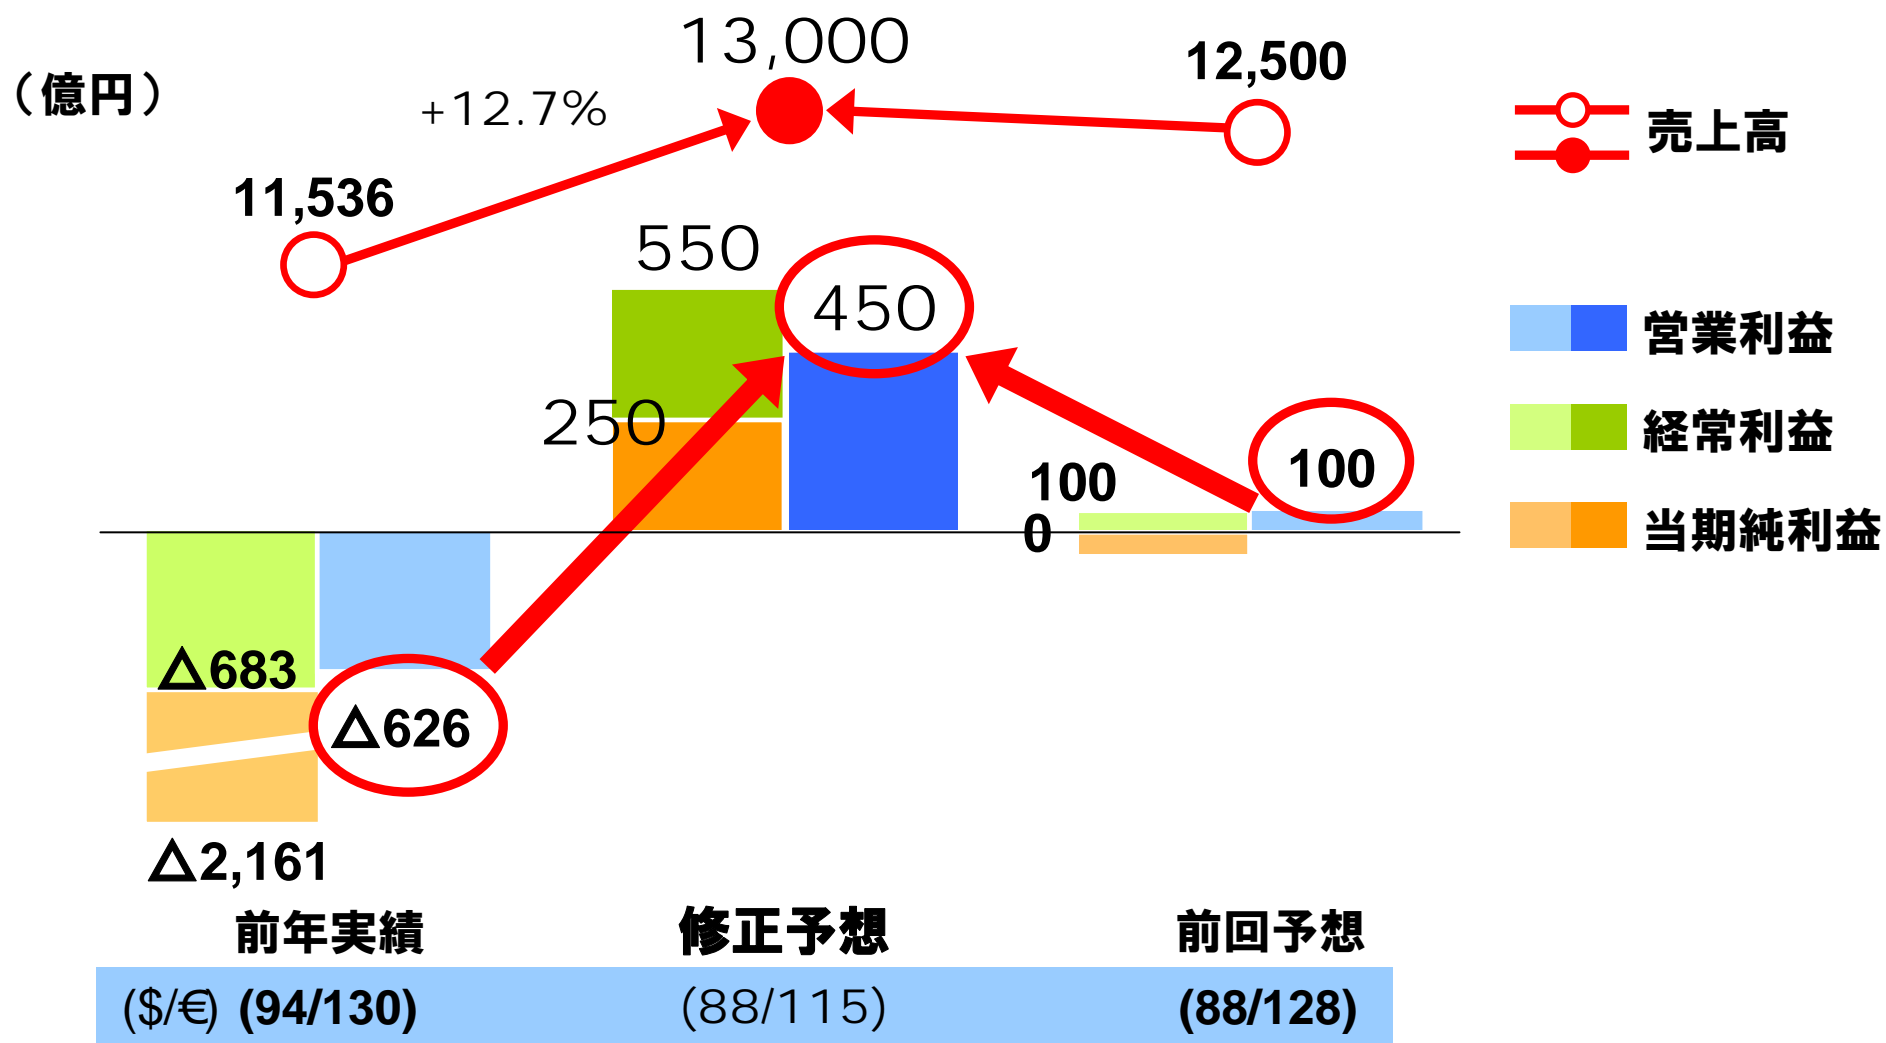 （億円）
13,000
12,500
+12.7%
11,536
売上高
550
450
営業利益
250
経常利益
100
100
0
当期純利益
△683
△626
△2,161
前年実績
修正予想
前回予想
($/€) (94/130)
(88/115)
(88/128)